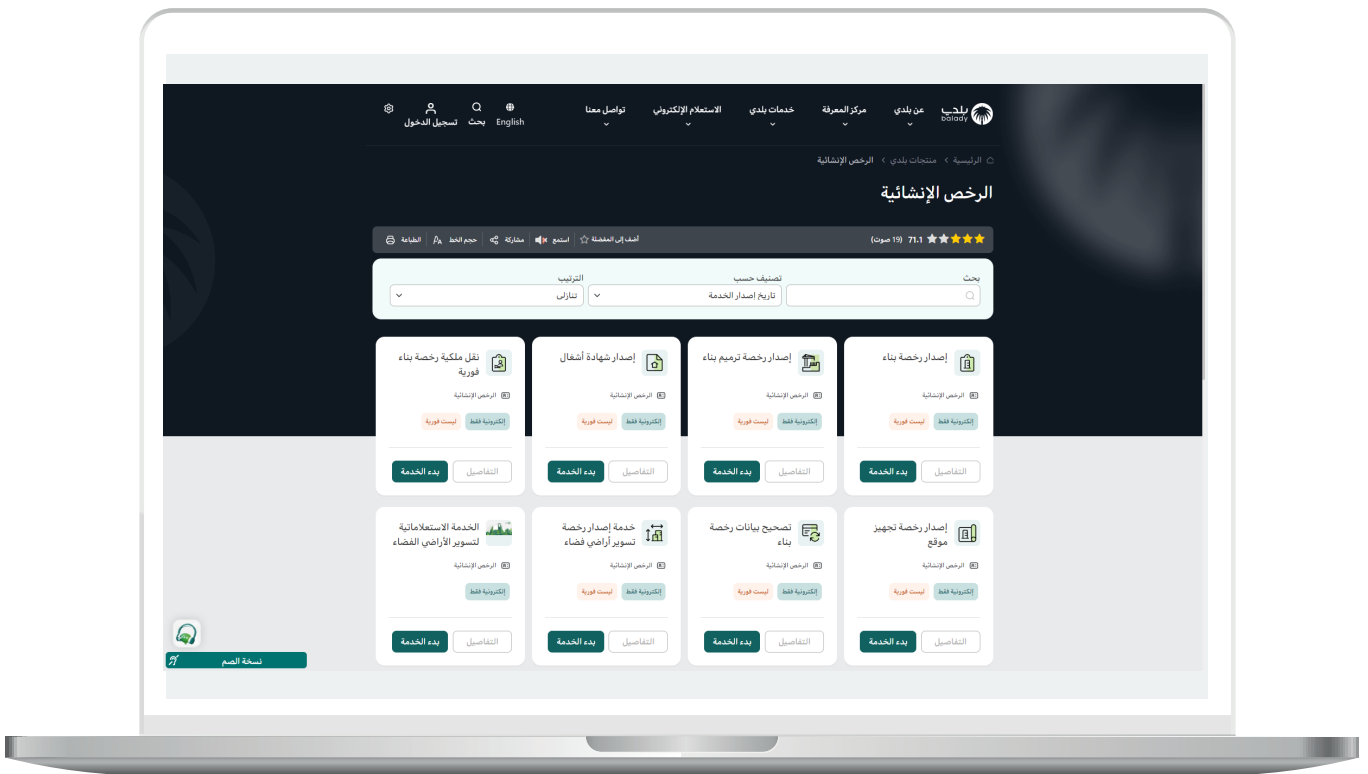 بلدي
balady
عن بلدي
مركز المعرفة
خدمات بلدي
الاستعلام الإلكتروني
تواصل معنا
English
بحث
تسجيل الدخول
الرئيسية > منتجات بلدي > الرخص الإنشائية
الرخص الإنشائية
71.1 (19 صوت)
أضف إلى المفضلة
استمع
مشاركة
حجم الخط
الطباعة
بحث
تصنيف حسب
الترتيب
تاريخ إصدار الخدمة
تنازلى
إصدار رخصة بناء
الرخص الإنشائية
إلكترونية فقط
ليست فورية
التفاصيل
بدء الخدمة
إصدار رخصة ترميم بناء
الرخص الإنشائية
إلكترونية فقط
ليست فورية
التفاصيل
بدء الخدمة
إصدار شهادة أشغال
الرخص الإنشائية
إلكترونية فقط
ليست فورية
التفاصيل
بدء الخدمة
نقل ملكية رخصة بناء
فورية
الرخص الإنشائية
إلكترونية فقط
ليست فورية
التفاصيل
بدء الخدمة
إصدار رخصة تجهيز
موقع
الرخص الإنشائية
إلكترونية فقط
ليست فورية
التفاصيل
بدء الخدمة
تصحيح بيانات رخصة
بناء
الرخص الإنشائية
إلكترونية فقط
ليست فورية
التفاصيل
بدء الخدمة
خدمة إصدار رخصة
تسوير أراضي فضاء
الرخص الإنشائية
إلكترونية فقط
ليست فورية
التفاصيل
بدء الخدمة
الخدمة الاستعلاماتية
لتسوير الأراضي الفضاء
الرخص الإنشائية
إلكترونية فقط
التفاصيل
بدء الخدمة
نسخة الصم